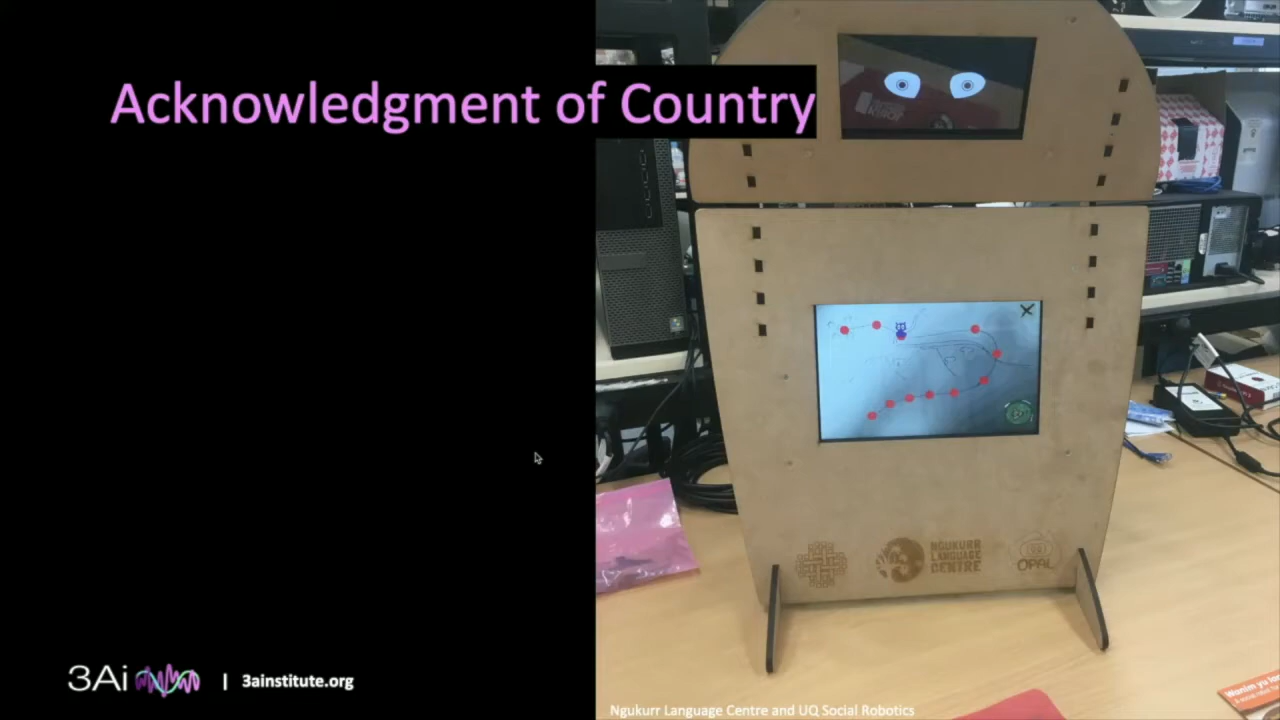 Acknowledgment of Country
NGUKURR
LANGUAGE
CENTRE
OPAL
3Ai | 3ainstitute.org
Ngukurr Language Centre and UQ Social Robotics